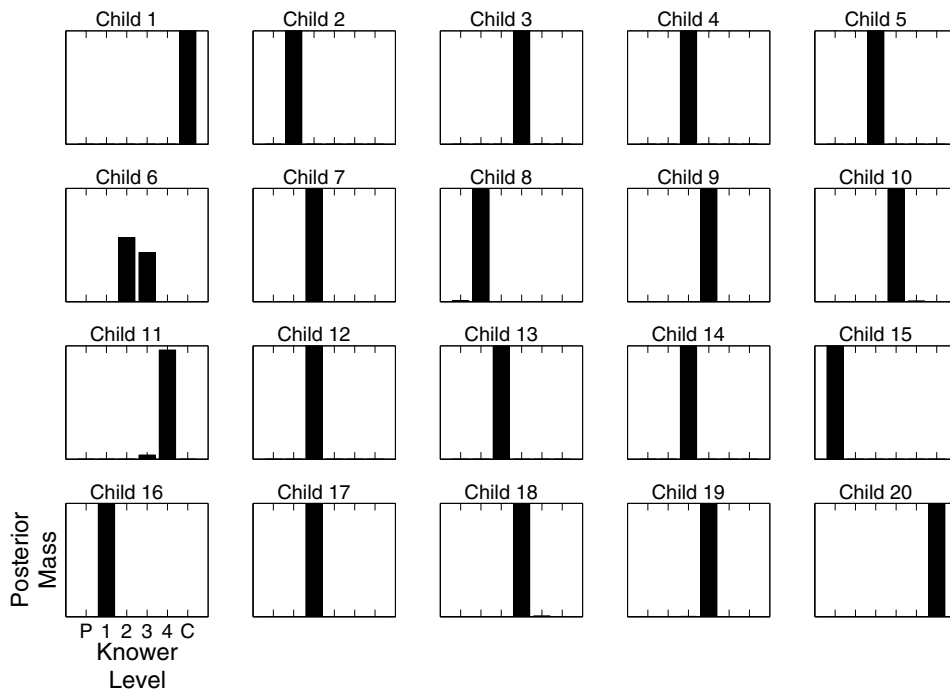 Child 1 Child 2 Child 3 Child 4 Child 5
Child 6 Child 7 Child 8 Child 9 Child 10
Child 11 Child 12 Child 13 Child 14 Child 15
Child 16 Child 17 Child 18 Child 19 Child 20
Posterior
Mass
P 1 2 3 4 C
Knower
Level